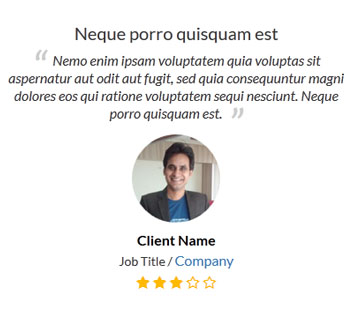 Neque porro quisquam est
“ Nemo enim ipsam voluptatem quia voluptas sit
aspernatur aut odit aut fugit, sed quia consequuntur magni
dolores eos qui ratione voluptatem sequi nesciunt. Neque
porro quisquam est. ”
Client Name
Job Title / Company